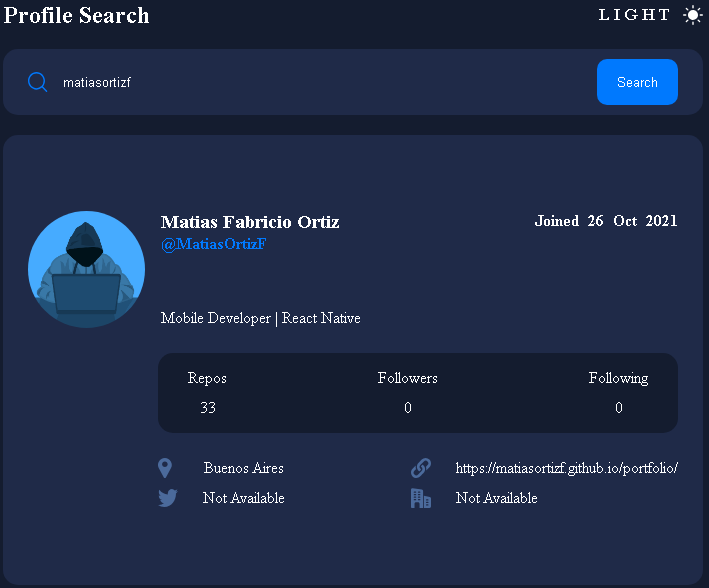 Profile Search
LIGHT
matiasortizf
Search
Matias Fabricio Ortiz
Joined 26 Oct 2021
@MatiasOrtizF
Mobile Developer | React Native
Repos Followers Following
33 0 0
Buenos Aires
https://matiasortizf.github.io/portfolio/
Not Available
Not Available